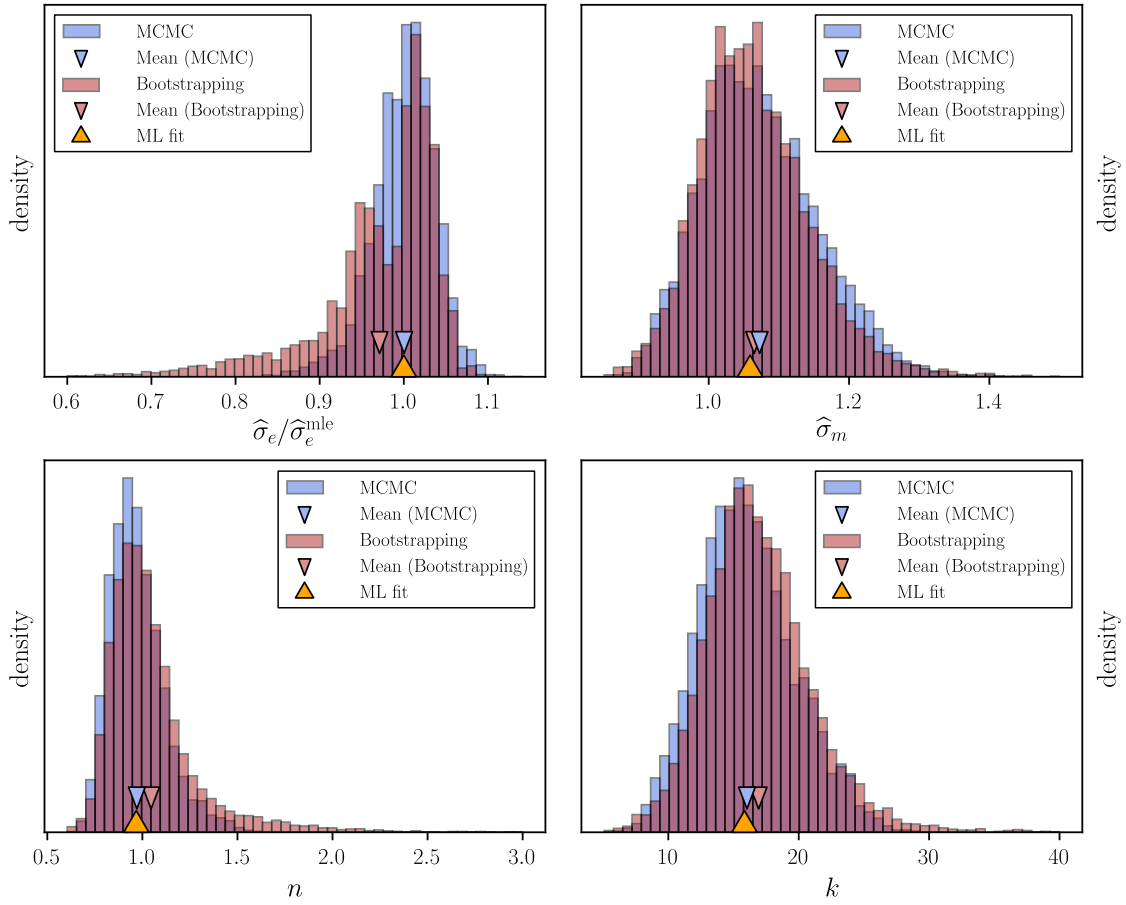 MCMC
Mean (MCMC)
Bootstrapping
Mean (Bootstrapping)
ML fit
density
0.6 0.7 0.8 0.9 1.0 1.1
σ̂_e/σ̂_e^mle
MCMC
Mean (MCMC)
Bootstrapping
Mean (Bootstrapping)
ML fit
density
1.0 1.2 1.4
σ̂_m
MCMC
Mean (MCMC)
Bootstrapping
Mean (Bootstrapping)
ML fit
density
0.5 1.0 1.5 2.0 2.5 3.0
n
MCMC
Mean (MCMC)
Bootstrapping
Mean (Bootstrapping)
ML fit
density
10 20 30 40
k